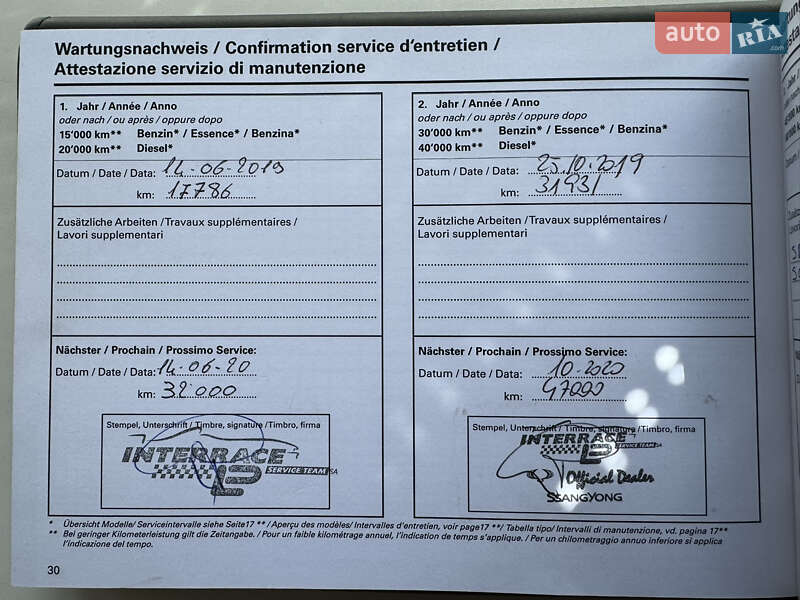 auto RIA.com
Wartungsnachweis / Confirmation service d'entretien /
Attestazione servizio di manutenzione
1. Jahr / Année / Anno
oder nach / ou après / oppure dopo
15'000 km** Benzin* / Essence* / Benzina*
20'000 km** Diesel*
Datum / Date / Data: 14-06-2019
km: 17786
Zusätzliche Arbeiten /Travaux supplémentaires /
Lavori supplementari
Nächster / Prochain / Prossimo Service:
Datum / Date / Data: 14-06-20
km: 32000
Stempel, Unterschrift / Timbre, signature /Timbro, firma
INTERRACE
SERVICE TEAM SA
2. Jahr / Année / Anno
oder nach / ou après / oppure dopo
30'000 km** Benzin* / Essence* / Benzina*
40'000 km** Diesel*
Datum / Date / Data: 25.10.2019
km: 31931
Zusätzliche Arbeiten /Travaux supplémentaires /
Lavori supplementari
Nächster / Prochain / Prossimo Service:
Datum / Date / Data: 10-2020
km: 47000
Stempel, Unterschrift / Timbre, signature /Timbro, firma
INTERRACE
SERVICE TEAM SA
Official Dealer
SSANGYONG
* Übersicht Modelle/ Serviceintervalle siehe Seite17 **/ Aperçu des modèles/ Intervalles d'entretien, voir page17 **/ Tabella tipo/ Intervalli di manutenzione, vd. pagina 17**
** Bei geringer Kilometerleistung gilt die Zeitangabe. / Pour un faible kilométrage annuel, l'indication de temps s'applique. / Per un chilometraggio annuo inferiore si applica
l'indicazione del tempo.
30